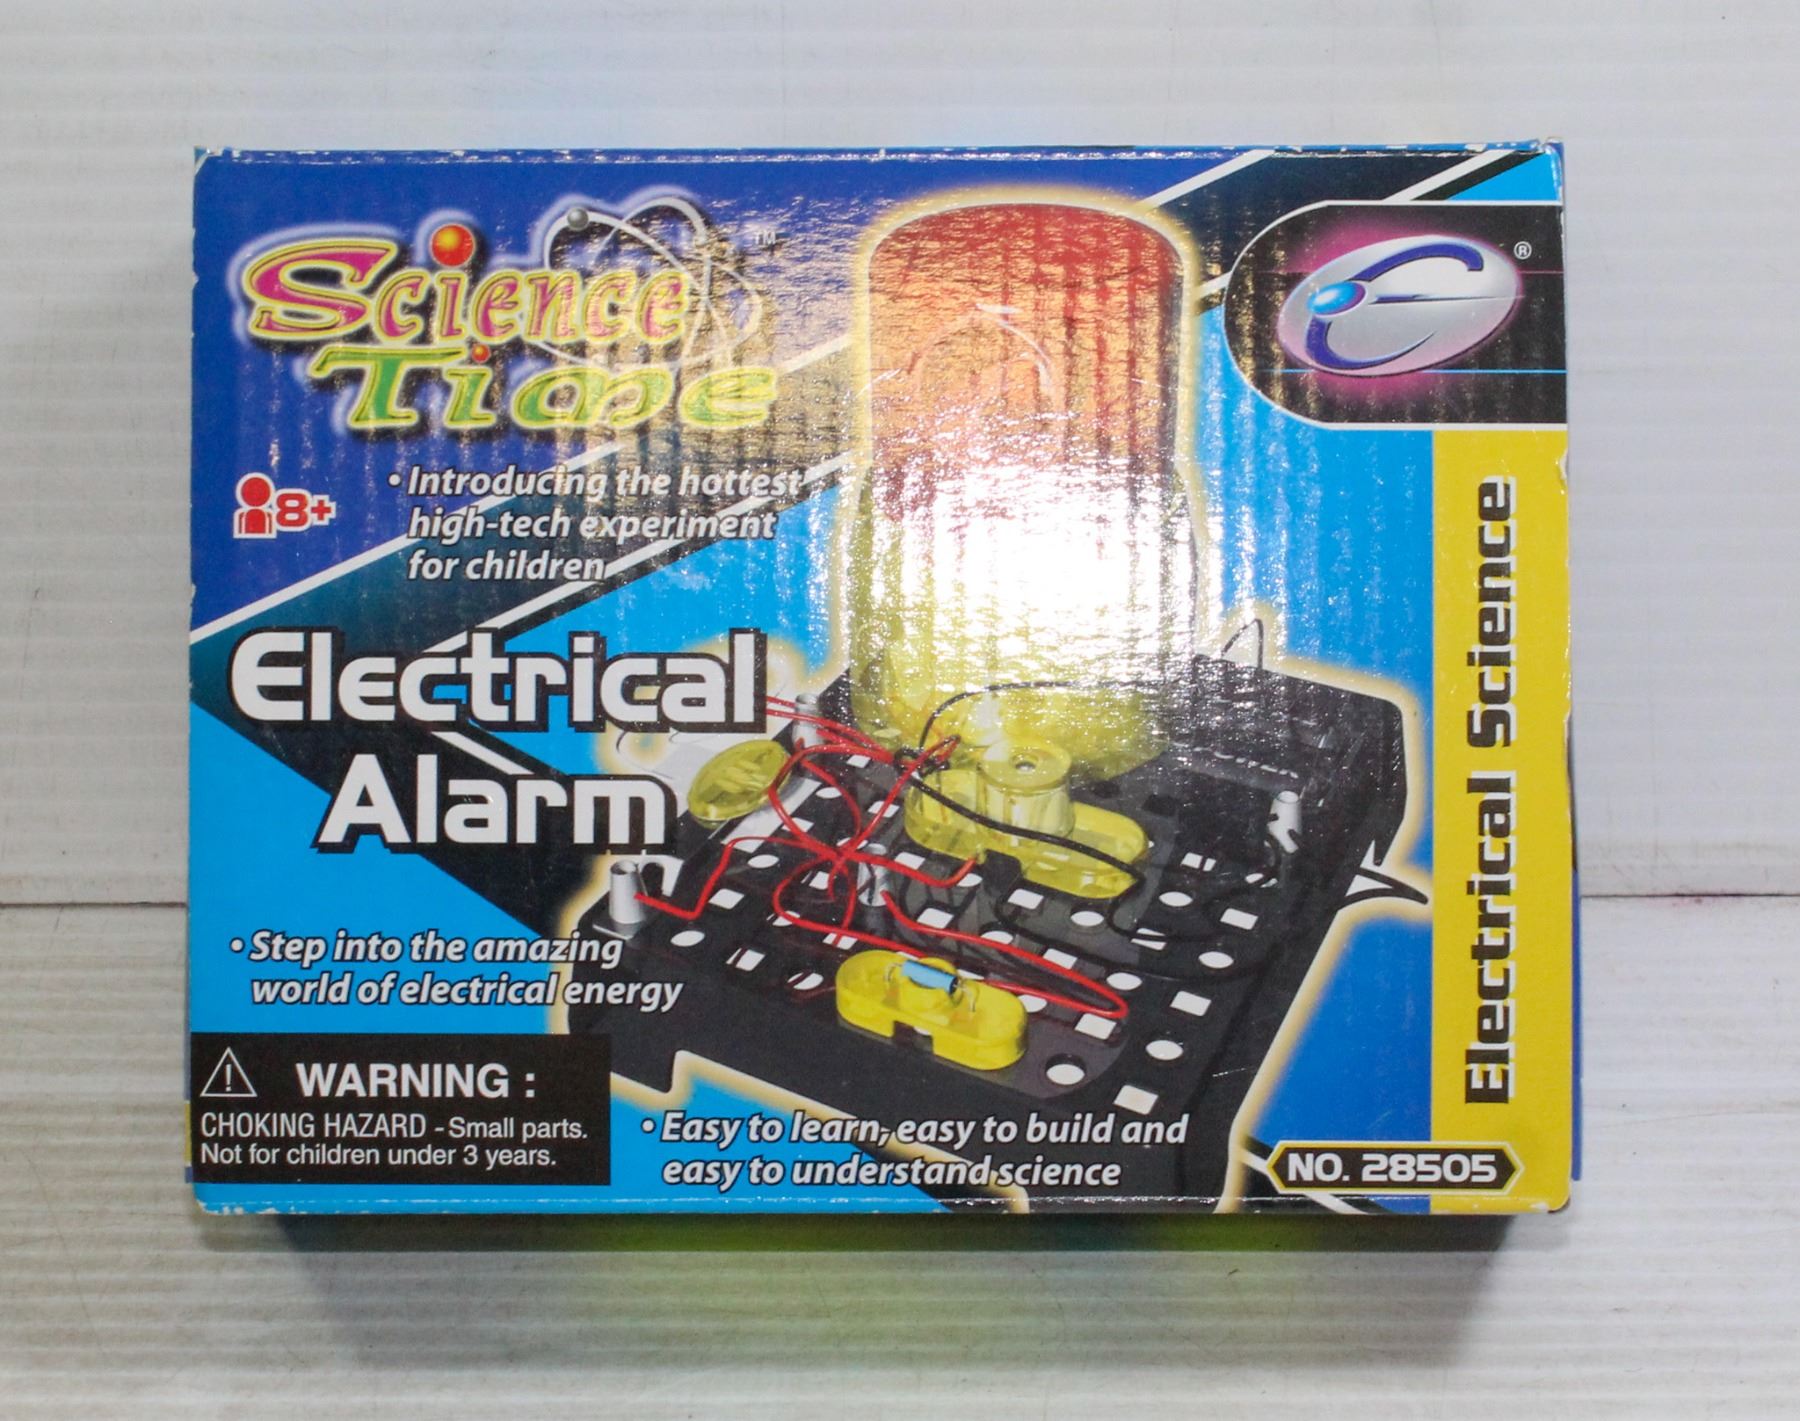 Science
Time
™
®
8+
• Introducing the hottest
high-tech experiment
for children
Electrical
Alarm
• Step into the amazing
world of electrical energy
WARNING :
CHOKING HAZARD - Small parts.
Not for children under 3 years.
• Easy to learn, easy to build and
easy to understand science
Electrical Science
NO. 28505